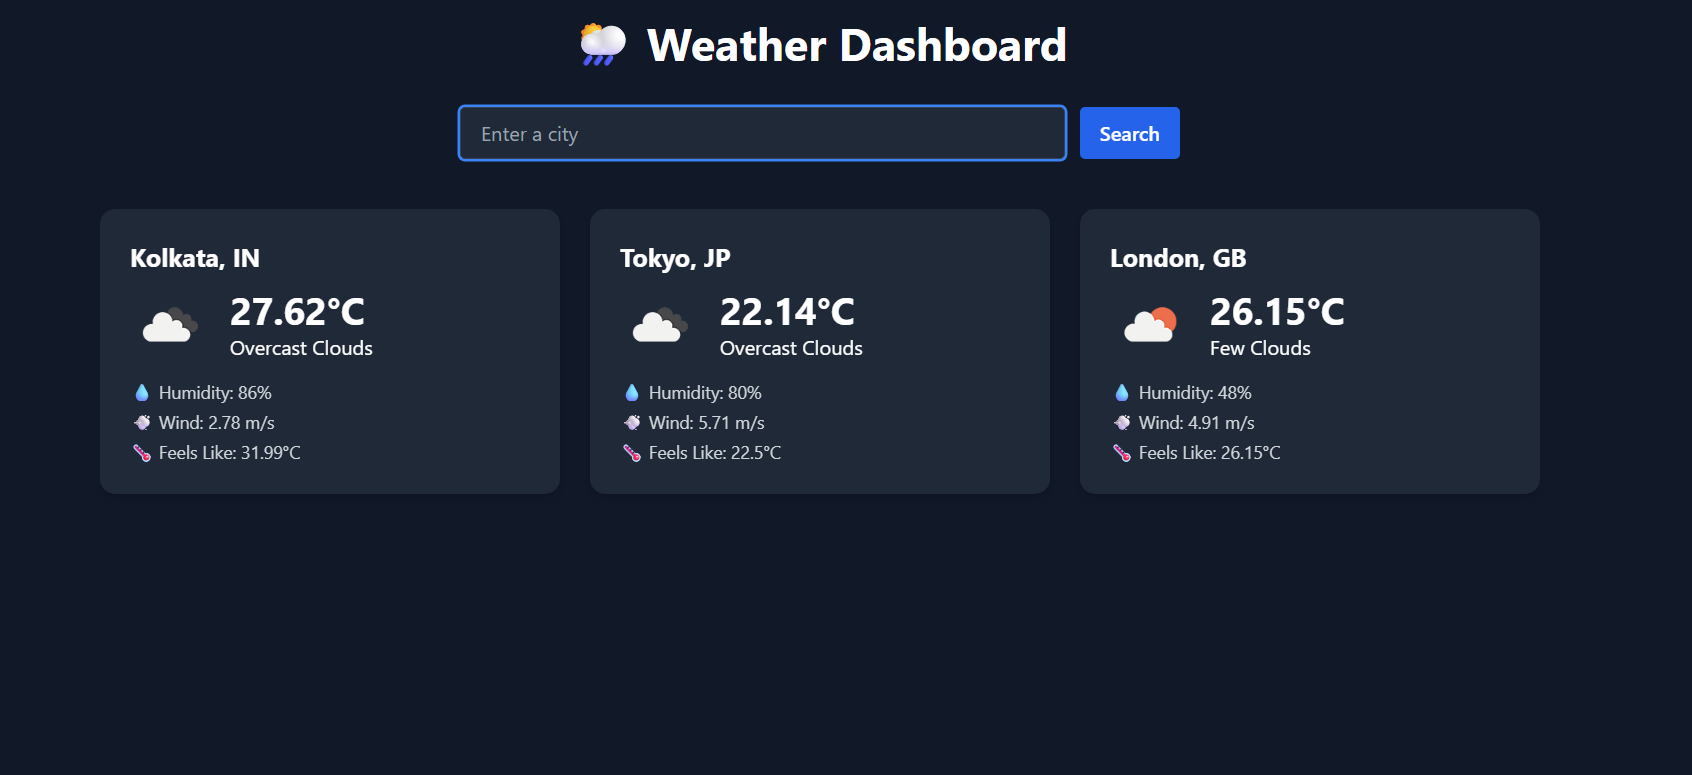 Weather Dashboard
Enter a city
Search
Kolkata, IN
27.62°C
Overcast Clouds
Humidity: 86%
Wind: 2.78 m/s
Feels Like: 31.99°C
Tokyo, JP
22.14°C
Overcast Clouds
Humidity: 80%
Wind: 5.71 m/s
Feels Like: 22.5°C
London, GB
26.15°C
Few Clouds
Humidity: 48%
Wind: 4.91 m/s
Feels Like: 26.15°C